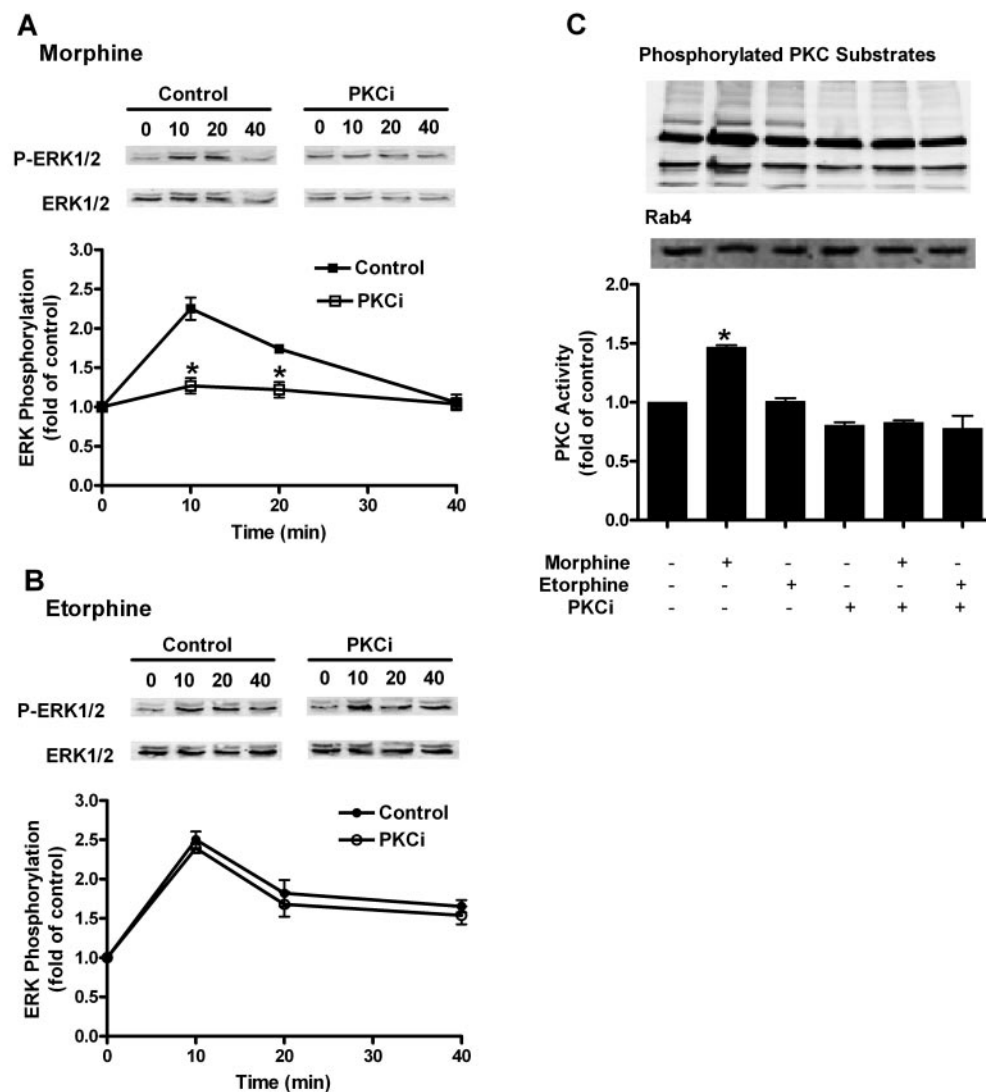 A
Morphine
Control PKCi
0 10 20 40 0 10 20 40
P-ERK1/2
ERK1/2
3.0
2.5
2.0
1.5
1.0
0.5
0.0
ERK Phosphorylation
(fold of control)
Control
PKCi
* *
0 10 20 30 40
Time (min)
B
Etorphine
Control PKCi
0 10 20 40 0 10 20 40
P-ERK1/2
ERK1/2
3.0
2.5
2.0
1.5
1.0
0.5
0.0
ERK Phosphorylation
(fold of control)
Control
PKCi
0 10 20 30 40
Time (min)
C
Phosphorylated PKC Substrates
Rab4
2.0
1.5
1.0
0.5
0.0
PKC Activity
(fold of control)
*
Morphine - + - - + -
Etorphine - - + - - +
PKCi - - - + + +